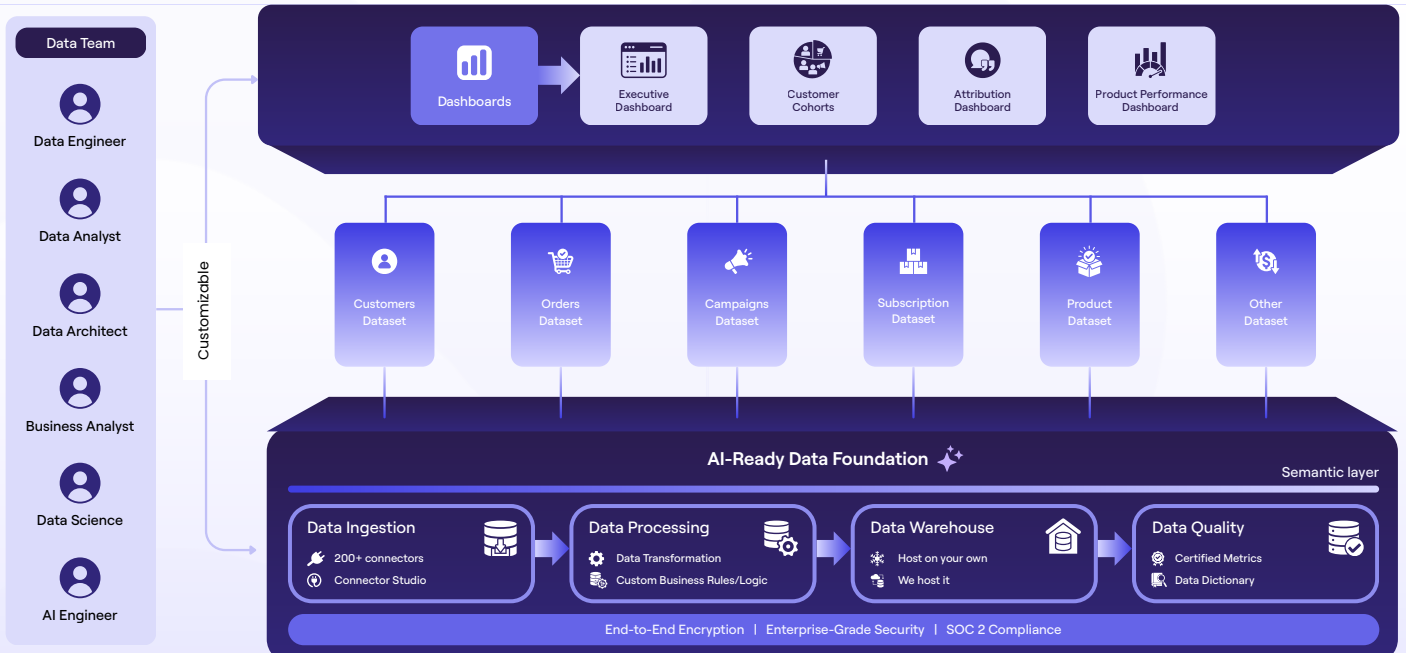 Data Team
Data Engineer
Data Analyst
Data Architect
Business Analyst
Data Science
AI Engineer
Customizable
Dashboards
Executive
Dashboard
Customer
Cohorts
Attribution
Dashboard
Product Performance
Dashboard
Customers
Dataset
Orders
Dataset
Campaigns
Dataset
Subscription
Dataset
Product
Dataset
Other
Dataset
AI-Ready Data Foundation
Semantic layer
Data Ingestion
200+ connectors
Connector Studio
Data Processing
Data Transformation
Custom Business Rules/Logic
Data Warehouse
Host on your own
We host it
Data Quality
Certified Metrics
Data Dictionary
End-to-End Encryption | Enterprise-Grade Security | SOC 2 Compliance